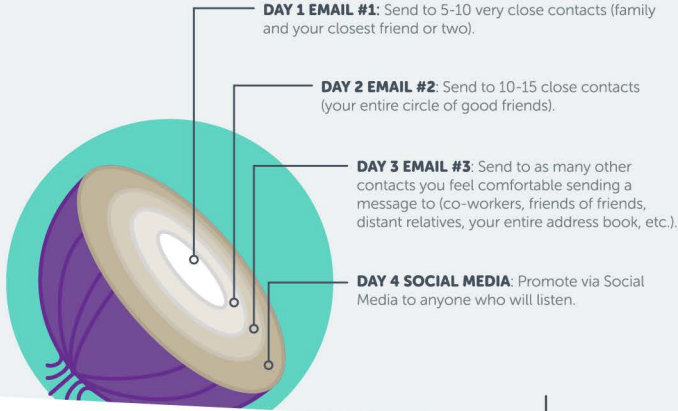 DAY 1 EMAIL #1: Send to 5-10 very close contacts (family
and your closest friend or two).
DAY 2 EMAIL #2: Send to 10-15 close contacts
(your entire circle of good friends).
DAY 3 EMAIL #3: Send to as many other
contacts you feel comfortable sending a
message to (co-workers, friends of friends,
distant relatives, your entire address book, etc.).
DAY 4 SOCIAL MEDIA: Promote via Social
Media to anyone who will listen.